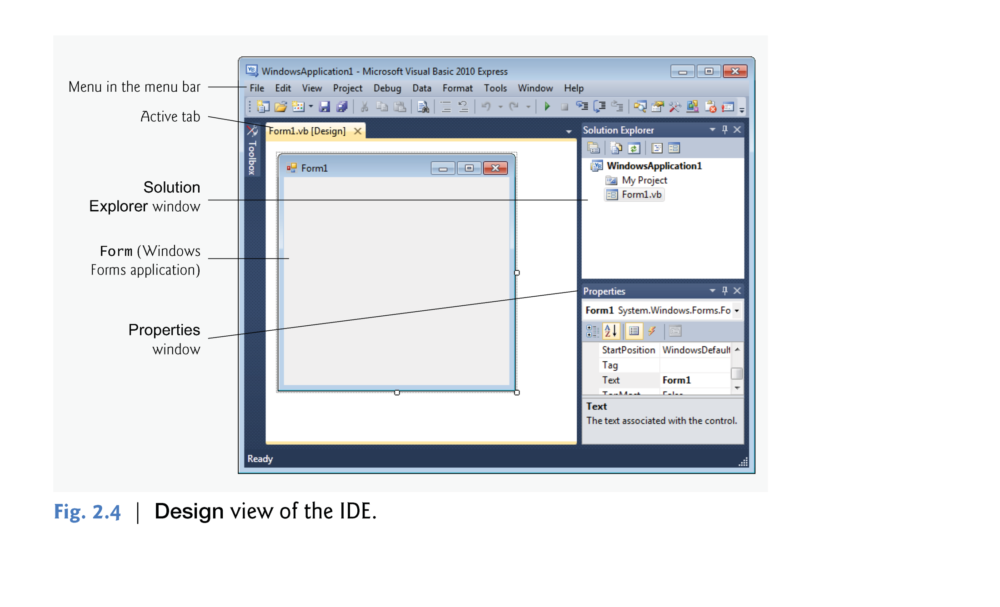 WindowsApplication1 - Microsoft Visual Basic 2010 Express
Menu in the menu bar
File Edit View Project Debug Data Format Tools Window Help
Active tab
Form1.vb [Design]
Toolbox
Form1
Solution Explorer
WindowsApplication1
My Project
Form1.vb
Solution
Explorer window
Form (Windows
Forms application)
Properties
window
Properties
Form1 System.Windows.Forms.Fo
StartPosition WindowsDefault
Tag
Text Form1
TopMost False
Text
The text associated with the control.
Ready
Fig. 2.4 | Design view of the IDE.